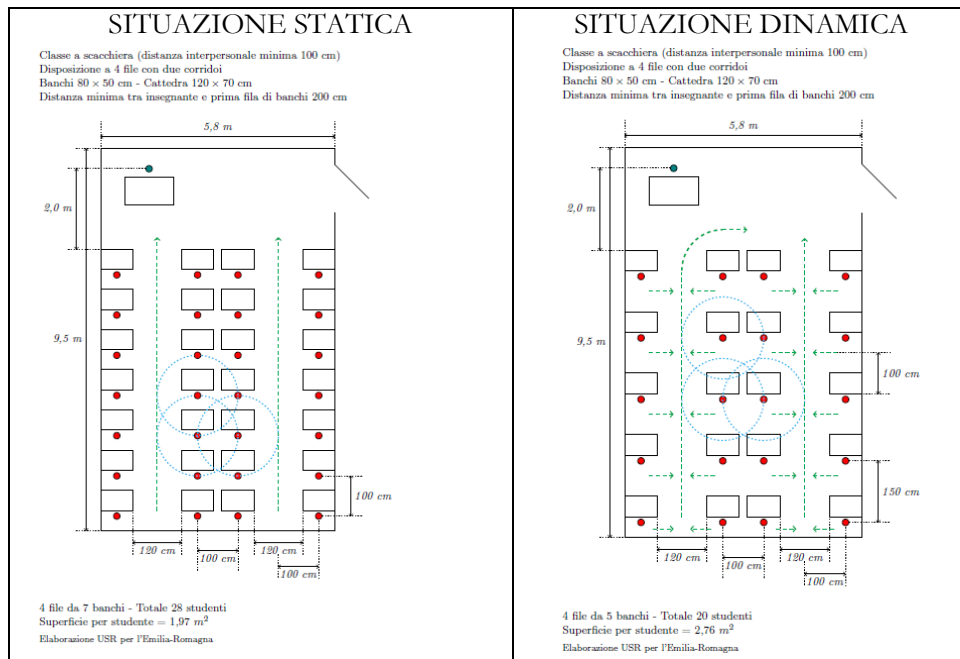 SITUAZIONE STATICA
Classe a scacchiera (distanza interpersonale minima 100 cm)
Disposizione a 4 file con due corridoi
Banchi 80 × 50 cm - Cattedra 120 × 70 cm
Distanza minima tra insegnante e prima fila di banchi 200 cm
5,8 m
2,0 m
9,5 m
100 cm
120 cm
120 cm
100 cm
100 cm
4 file da 7 banchi - Totale 28 studenti
Superficie per studente = 1,97 m²
Elaborazione USR per l'Emilia-Romagna
SITUAZIONE DINAMICA
Classe a scacchiera (distanza interpersonale minima 100 cm)
Disposizione a 4 file con due corridoi
Banchi 80 × 50 cm - Cattedra 120 × 70 cm
Distanza minima tra insegnante e prima fila di banchi 200 cm
5,8 m
2,0 m
9,5 m
100 cm
150 cm
120 cm
120 cm
100 cm
100 cm
4 file da 5 banchi - Totale 20 studenti
Superficie per studente = 2,76 m²
Elaborazione USR per l'Emilia-Romagna